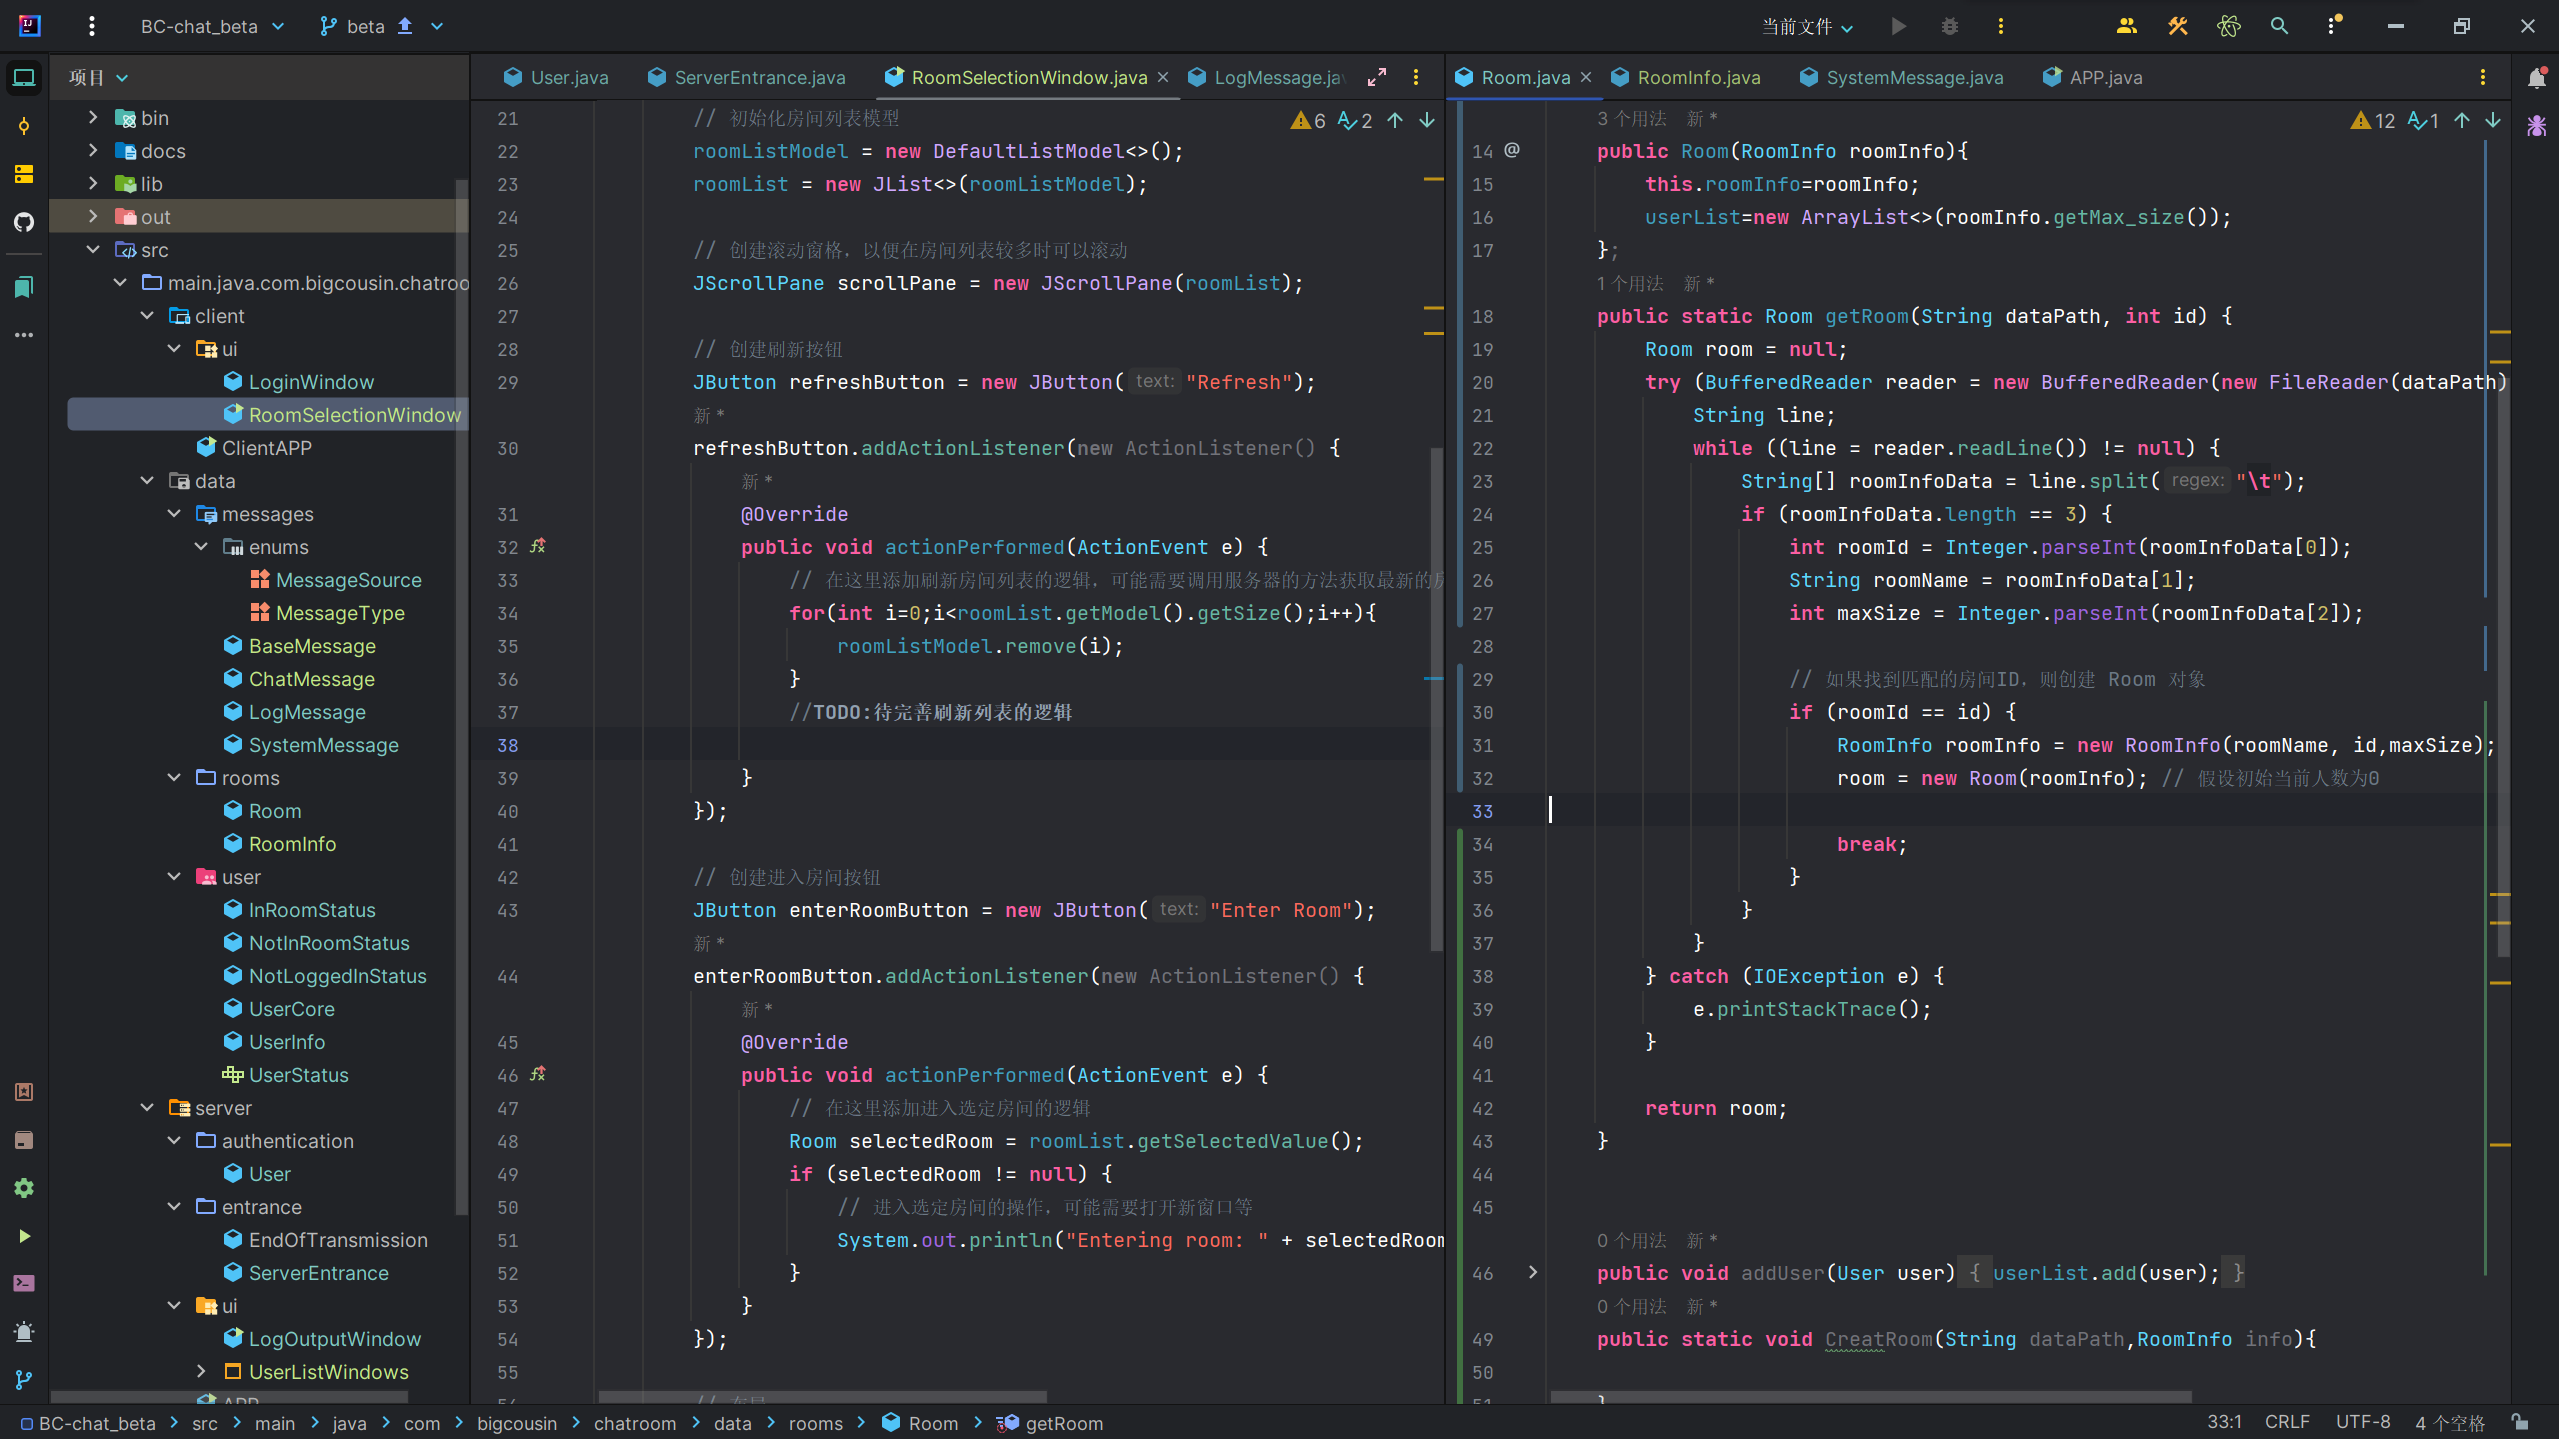 BC-chat_beta
beta
当前文件
项目
User.java
ServerEntrance.java
RoomSelectionWindow.java
LogMessage.ja
Room.java
RoomInfo.java
SystemMessage.java
APP.java
bin
docs
lib
out
src
main.java.com.bigcousin.chatroo
client
ui
LoginWindow
RoomSelectionWindow
ClientAPP
data
messages
enums
MessageSource
MessageType
BaseMessage
ChatMessage
LogMessage
SystemMessage
rooms
Room
RoomInfo
user
InRoomStatus
NotInRoomStatus
NotLoggedInStatus
UserCore
UserInfo
UserStatus
server
authentication
User
entrance
EndOfTransmission
ServerEntrance
ui
LogOutputWindow
UserListWindows
APP
6 2
21 // 初始化房间列表模型
22 roomListModel = new DefaultListModel<>();
23 roomList = new JList<>(roomListModel);
24
25 // 创建滚动窗格，以便在房间列表较多时可以滚动
26 JScrollPane scrollPane = new JScrollPane(roomList);
27
28 // 创建刷新按钮
29 JButton refreshButton = new JButton( text: "Refresh");
新 *
30 refreshButton.addActionListener(new ActionListener() {
新 *
31 @Override
32 public void actionPerformed(ActionEvent e) {
33 // 在这里添加刷新房间列表的逻辑，可能需要调用服务器的方法获取最新的房
34 for(int i=0;i<roomList.getModel().getSize();i++){
35 roomListModel.remove(i);
36 }
37 //TODO:待完善刷新列表的逻辑
38
39 }
40 });
41
42 // 创建进入房间按钮
43 JButton enterRoomButton = new JButton( text: "Enter Room");
新 *
44 enterRoomButton.addActionListener(new ActionListener() {
新 *
45 @Override
46 public void actionPerformed(ActionEvent e) {
47 // 在这里添加进入选定房间的逻辑
48 Room selectedRoom = roomList.getSelectedValue();
49 if (selectedRoom != null) {
50 // 进入选定房间的操作，可能需要打开新窗口等
51 System.out.println("Entering room: " + selectedRoom
52 }
53 }
54 });
55
12 1
3 个用法 新 *
14 @ public Room(RoomInfo roomInfo){
15 this.roomInfo=roomInfo;
16 userList=new ArrayList<>(roomInfo.getMax_size());
17 };
1 个用法 新 *
18 public static Room getRoom(String dataPath, int id) {
19 Room room = null;
20 try (BufferedReader reader = new BufferedReader(new FileReader(dataPath)
21 String line;
22 while ((line = reader.readLine()) != null) {
23 String[] roomInfoData = line.split( regex: "\t");
24 if (roomInfoData.length == 3) {
25 int roomId = Integer.parseInt(roomInfoData[0]);
26 String roomName = roomInfoData[1];
27 int maxSize = Integer.parseInt(roomInfoData[2]);
28
29 // 如果找到匹配的房间ID，则创建 Room 对象
30 if (roomId == id) {
31 RoomInfo roomInfo = new RoomInfo(roomName, id,maxSize);
32 room = new Room(roomInfo); // 假设初始当前人数为0
33
34 break;
35 }
36 }
37 }
38 } catch (IOException e) {
39 e.printStackTrace();
40 }
41
42 return room;
43 }
44
45
0 个用法 新 *
46 public void addUser(User user) { userList.add(user); }
0 个用法 新 *
49 public static void CreatRoom(String dataPath,RoomInfo info){
50
51 }
BC-chat_beta > src > main > java > com > bigcousin > chatroom > data > rooms > Room > getRoom
33:1 CRLF UTF-8 4 个空格